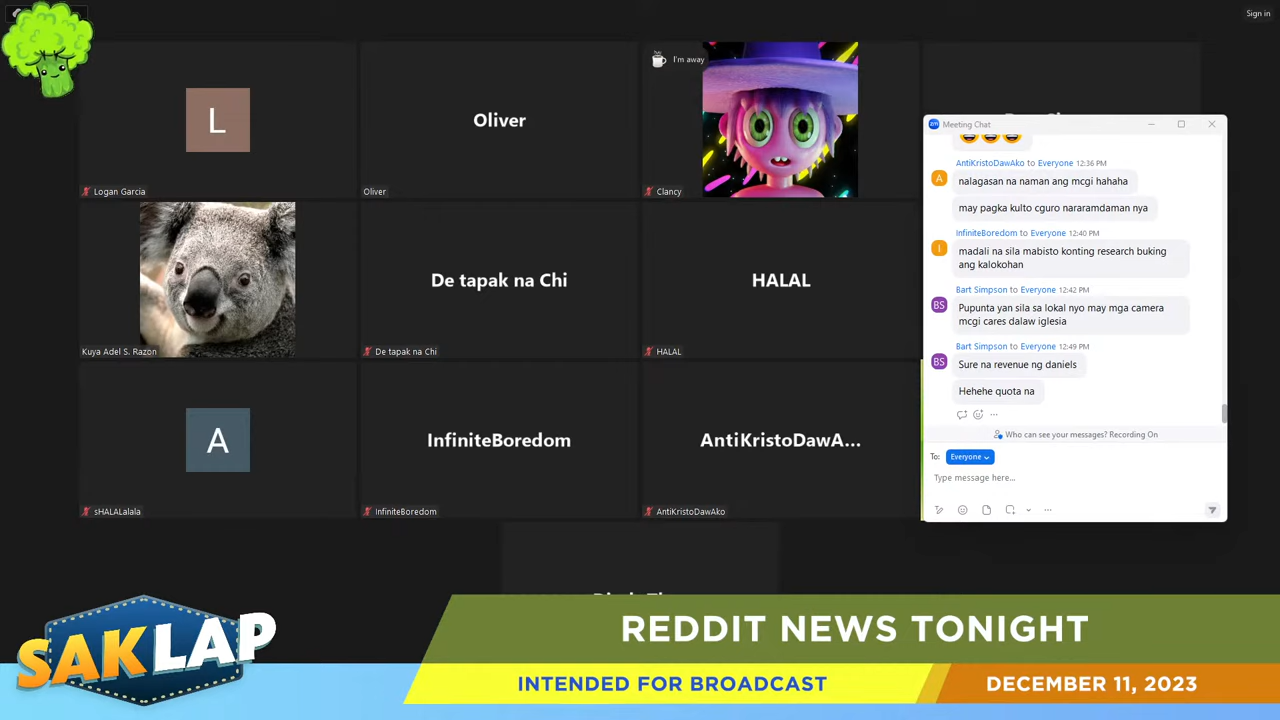 Sign in
L
Logan Garcia
Oliver
Oliver
I'm away
Clancy
Kuya Adel S. Razon
De tapak na Chi
De tapak na Chi
HALAL
HALAL
A
sHALALalala
InfiniteBoredom
InfiniteBoredom
AntiKristoDawA...
AntiKristoDawAko
Meeting Chat
AntiKristoDawAko to Everyone 12:36 PM
A
nalagasan na naman ang mcgi hahaha
may pagka kulto cguro nararamdaman nya
InfiniteBoredom to Everyone 12:40 PM
I
madali na sila mabisto konting research buking
ang kalokohan
Bart Simpson to Everyone 12:42 PM
BS
Pupunta yan sila sa lokal nyo may mga camera
mcgi cares dalaw iglesia
Bart Simpson to Everyone 12:49 PM
BS
Sure na revenue ng daniels
Hehehe quota na
Who can see your messages? Recording On
To: Everyone
Type message here...
SAKLAP
REDDIT NEWS TONIGHT
INTENDED FOR BROADCAST
DECEMBER 11, 2023